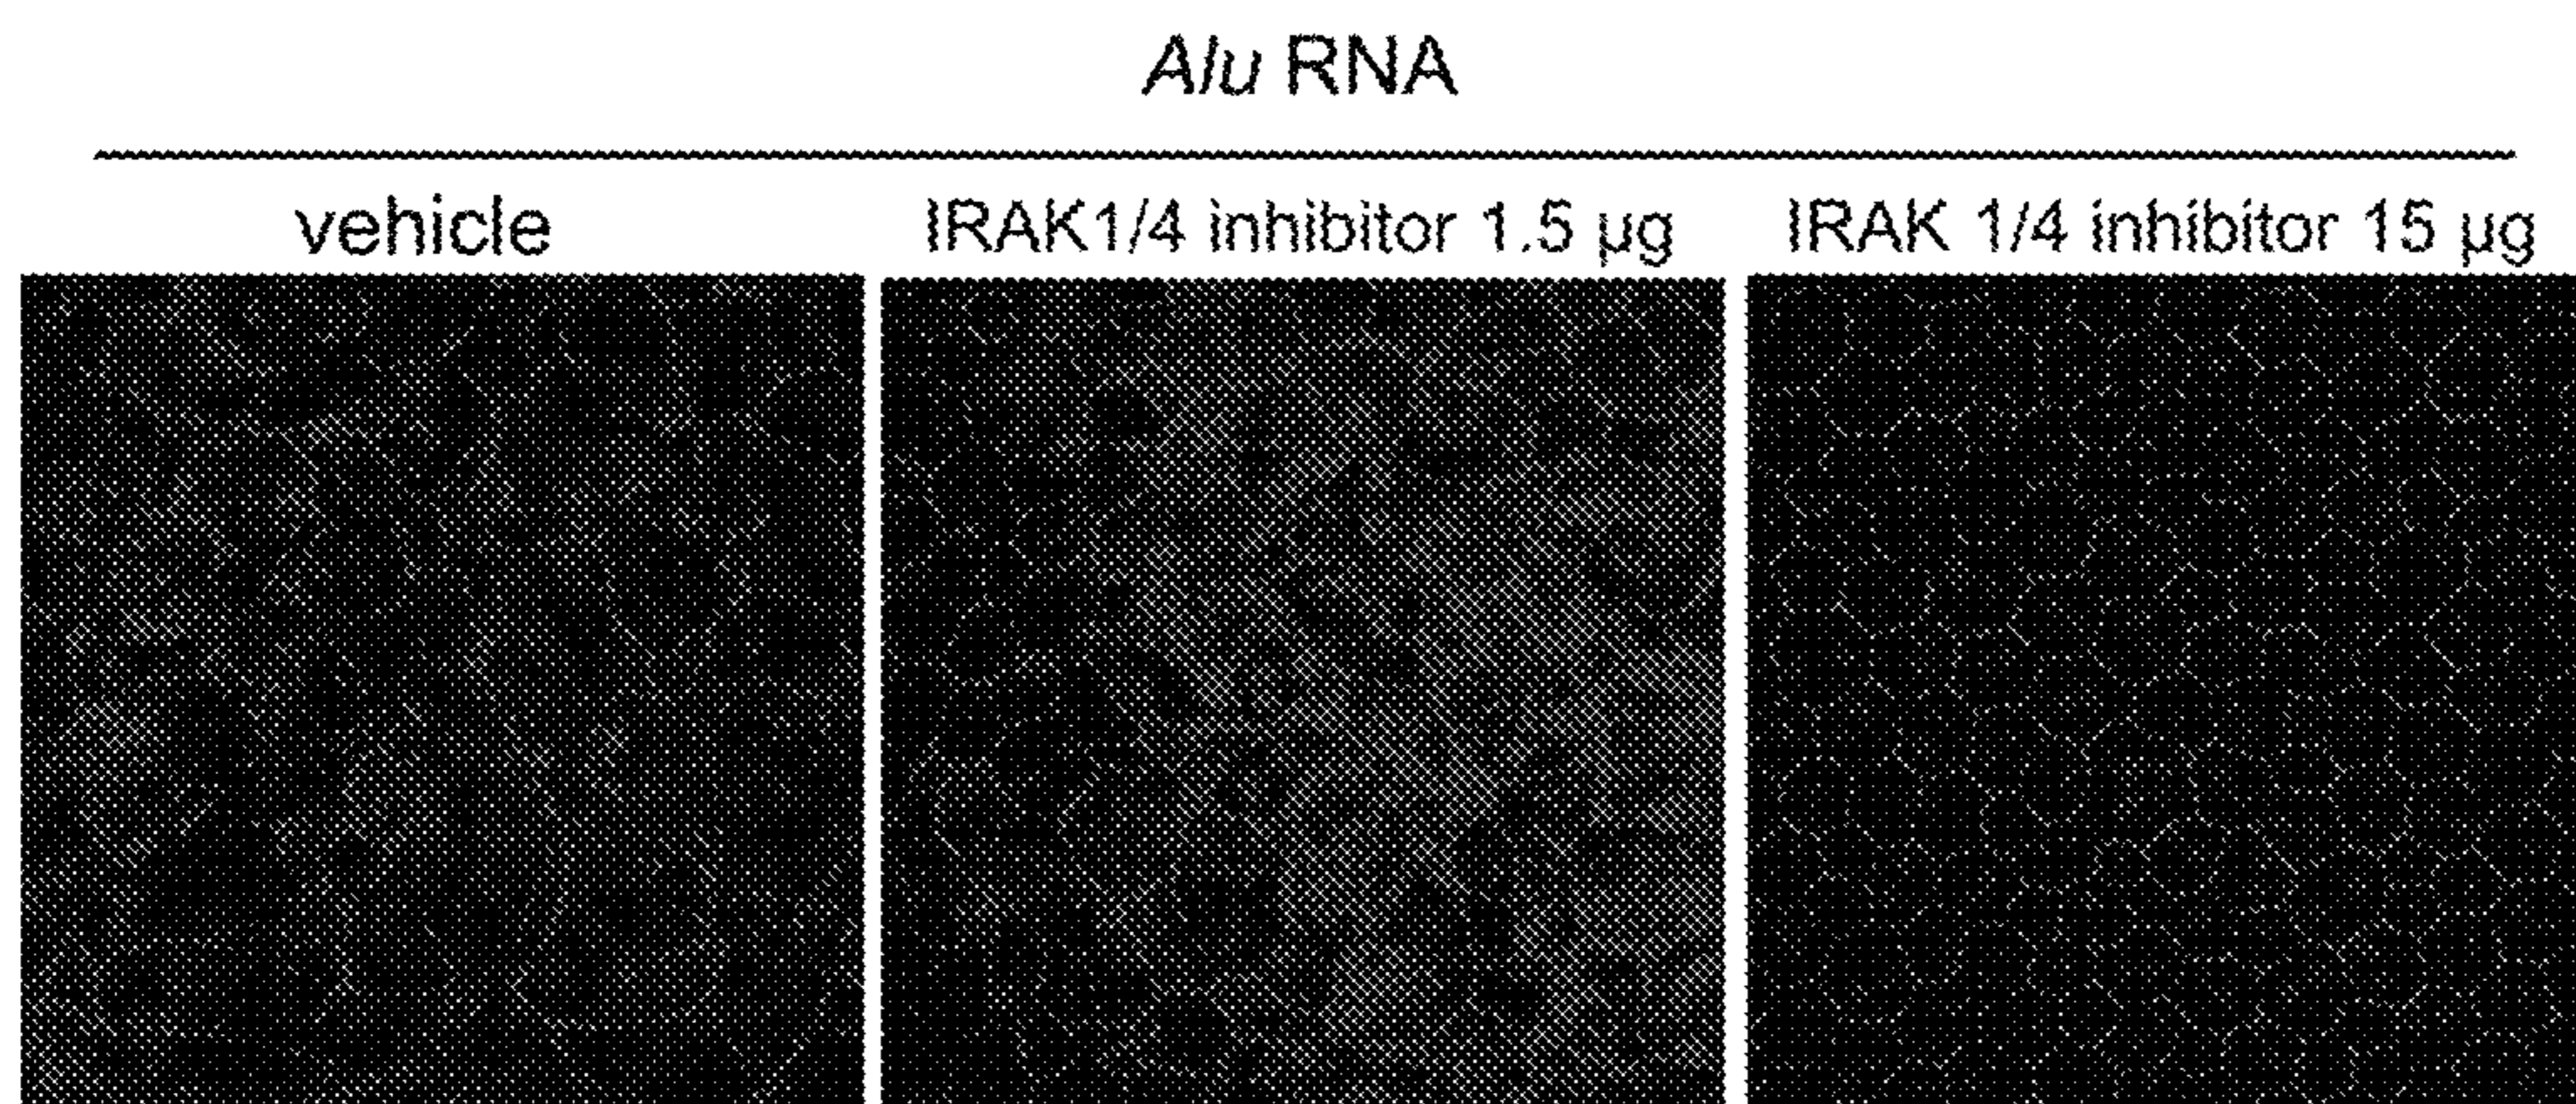 Alu RNA
vehicle
IRAK1/4 inhibitor 1.5 µg
IRAK 1/4 inhibitor 15 µg